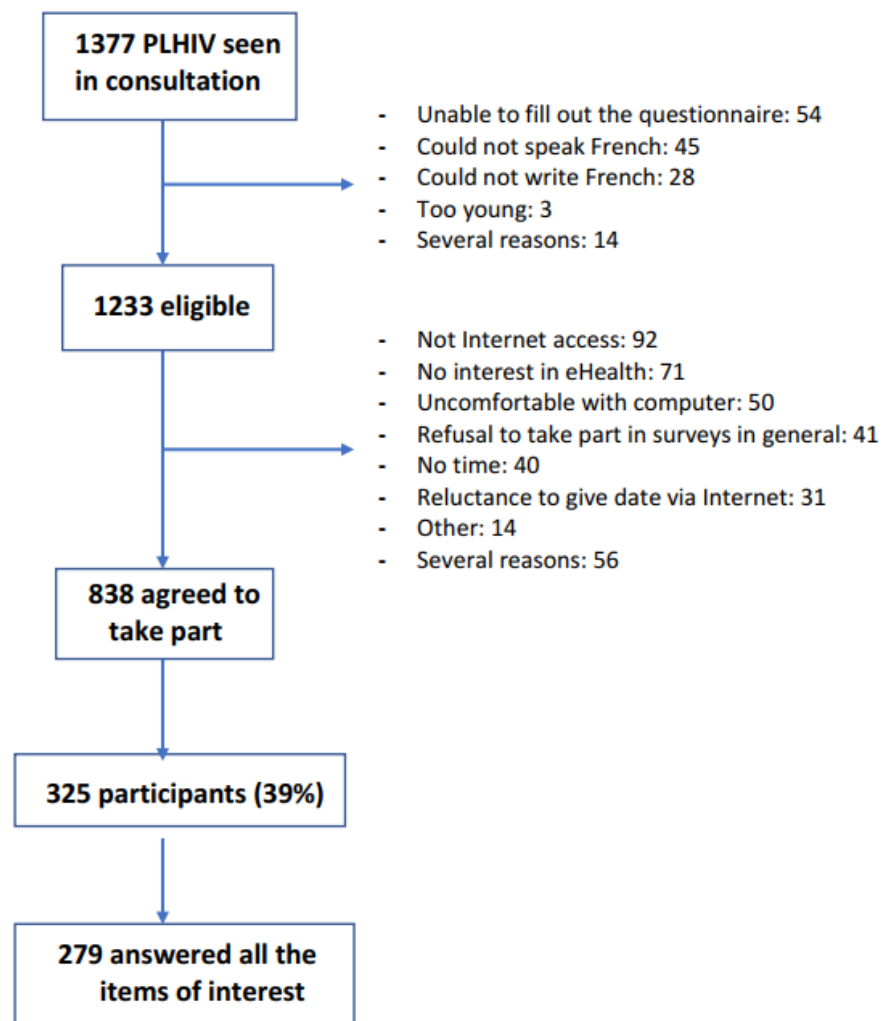 1377 PLHIV seen
in consultation
- Unable to fill out the questionnaire: 54
- Could not speak French: 45
- Could not write French: 28
- Too young: 3
- Several reasons: 14
1233 eligible
- Not Internet access: 92
- No interest in eHealth: 71
- Uncomfortable with computer: 50
- Refusal to take part in surveys in general: 41
- No time: 40
- Reluctance to give date via Internet: 31
- Other: 14
- Several reasons: 56
838 agreed to
take part
325 participants (39%)
279 answered all the
items of interest